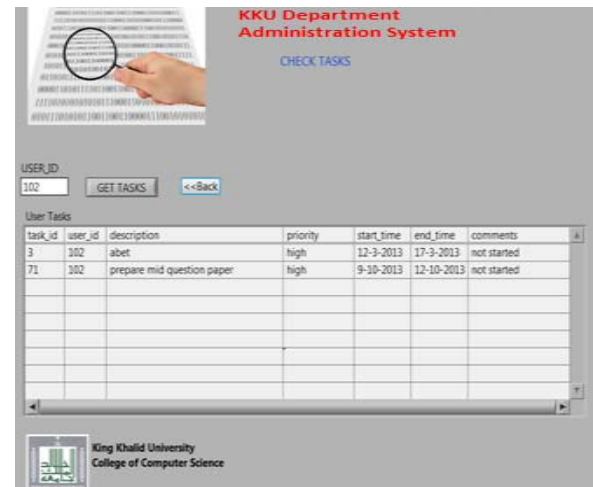 KKU Department
Administration System
CHECK TASKS
USER_ID
102 GET TASKS <<Back
User Tasks
task_id user_id description priority start_time end_time comments
3 102 abet high 12-3-2013 17-3-2013 not started
71 102 prepare mid question paper high 9-10-2013 12-10-2013 not started
King Khalid University
College of Computer Science